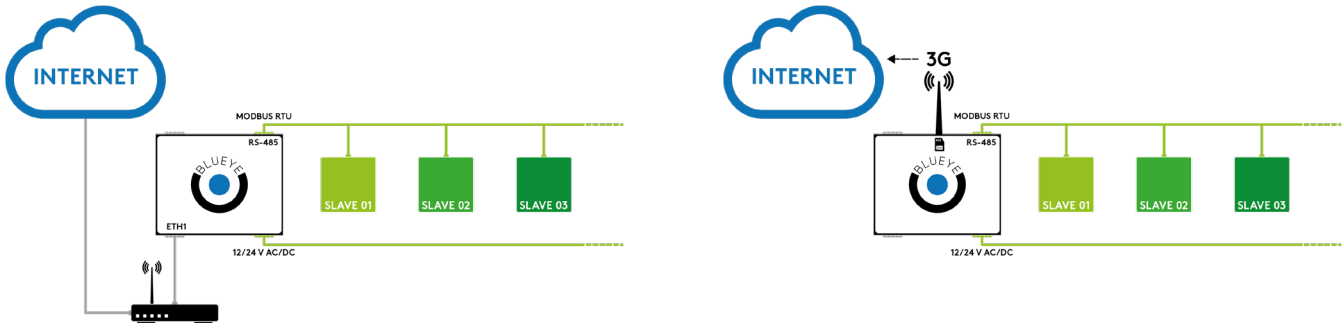 INTERNET
MODBUS RTU
RS-485
BLUEYE
SLAVE 01
SLAVE 02
SLAVE 03
ETH1
12/24 V AC/DC
INTERNET
3G
MODBUS RTU
RS-485
BLUEYE
SLAVE 01
SLAVE 02
SLAVE 03
12/24 V AC/DC